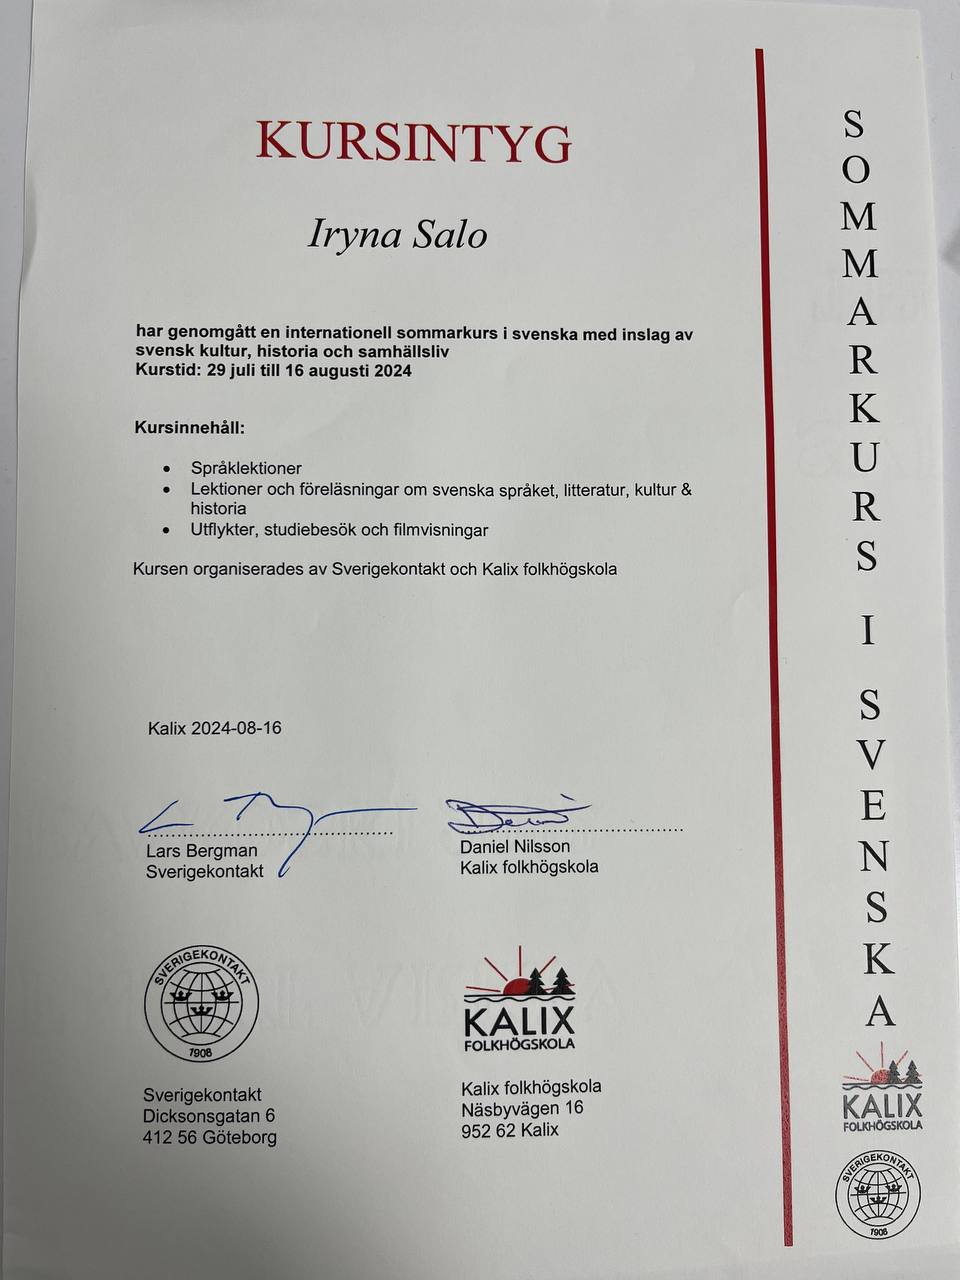 KURSINTYG
Iryna Salo
har genomgått en internationell sommarkurs i svenska med inslag av
svensk kultur, historia och samhällsliv
Kurstid: 29 juli till 16 augusti 2024
Kursinnehåll:
• Språklektioner
• Lektioner och föreläsningar om svenska språket, litteratur, kultur &
historia
• Utflykter, studiebesök och filmvisningar
Kursen organiserades av Sverigekontakt och Kalix folkhögskola
Kalix 2024-08-16
Lars Bergman
Sverigekontakt
Daniel Nilsson
Kalix folkhögskola
SVERIGEKONTAKT
1908
KALIX
FOLKHÖGSKOLA
Sverigekontakt
Dicksonsgatan 6
412 56 Göteborg
Kalix folkhögskola
Näsbyvägen 16
952 62 Kalix
SOMMARKURS I SVENSKA
KALIX
FOLKHÖGSKOLA
SVERIGEKONTAKT
1908